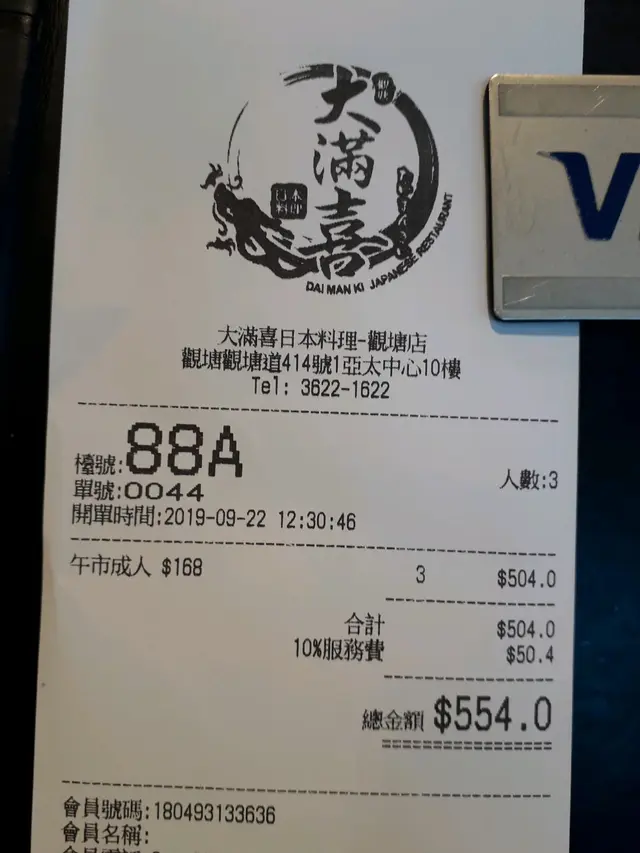 大滿喜
日本料理
DAI MAN KI JAPANESE RESTAURANT
V
大滿喜日本料理-觀塘店
觀塘觀塘道414號1亞太中心10樓
Tel: 3622-1622
檯號:88A
人數:3
單號:0044
開單時間:2019-09-22 12:30:46
午市成人 $168 3 $504.0
合計 $504.0
10%服務費 $50.4
總金額 $554.0
會員號碼:180493133636
會員名稱: